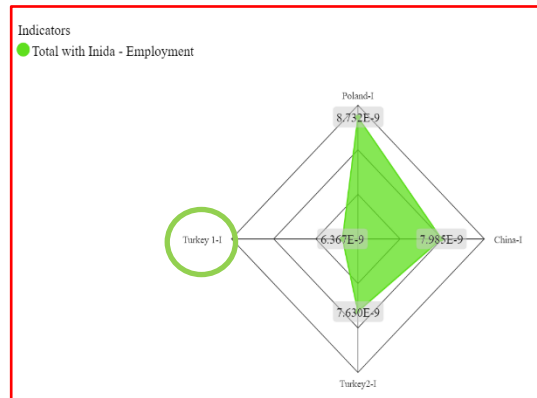 Indicators
Total with Inida - Employment
Poland-I
8.732E-9
Turkey 1-I
6.367E-9
7.985E-9
China-I
7.630E-9
Turkey2-I